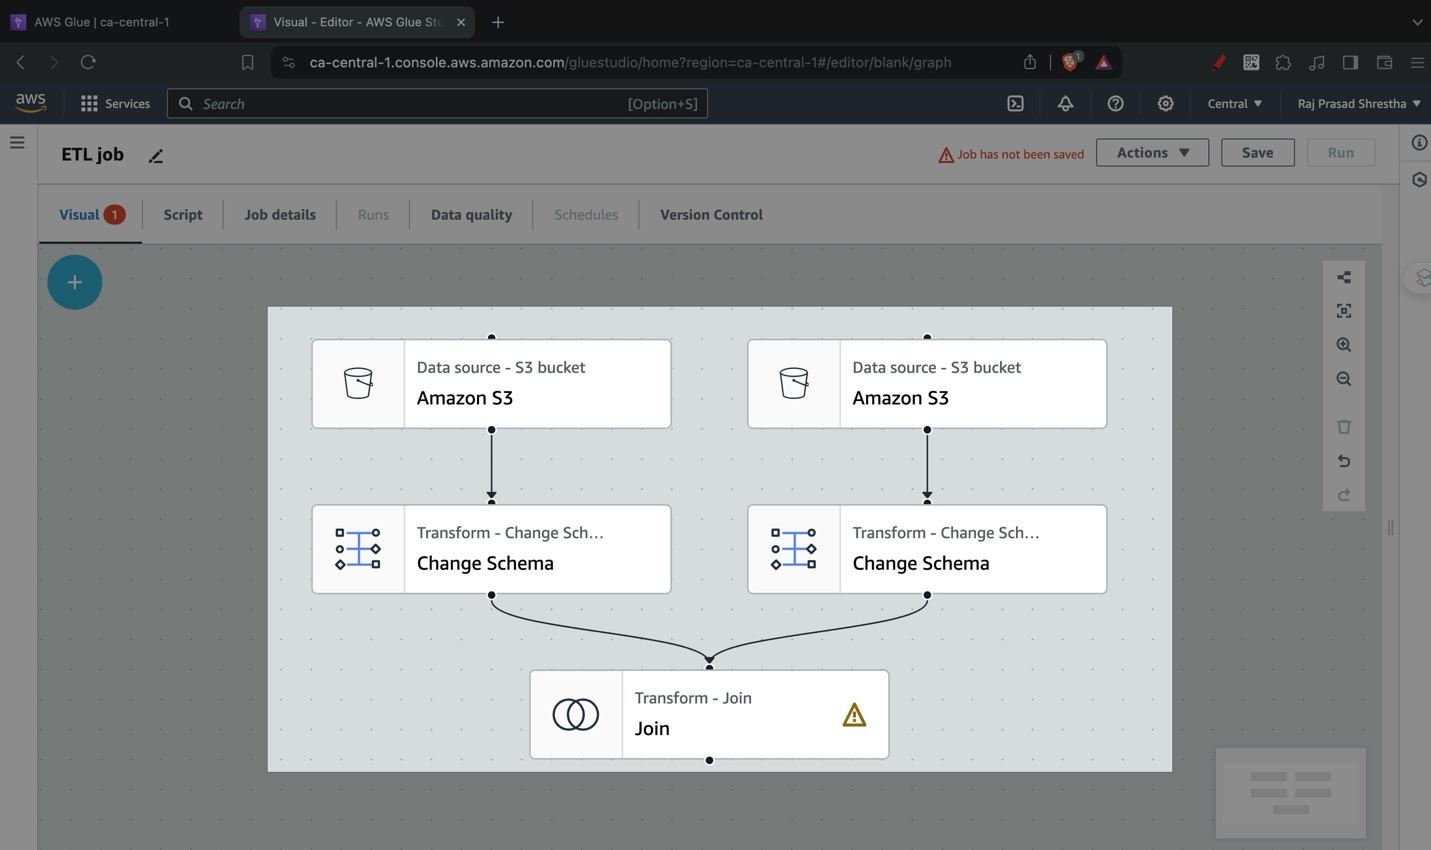 AWS Glue | ca-central-1
Visual - Editor - AWS Glue Stu
ca-central-1.console.aws.amazon.com/gluestudio/home?region=ca-central-1#/editor/blank/graph
1
aws
Services
Search
[Option+S]
Central
Raj Prasad Shrestha
ETL job
Job has not been saved
Actions
Save
Run
Visual 1
Script
Job details
Runs
Data quality
Schedules
Version Control
Data source - S3 bucket
Amazon S3
Data source - S3 bucket
Amazon S3
Transform - Change Sch...
Change Schema
Transform - Change Sch...
Change Schema
Transform - Join
Join